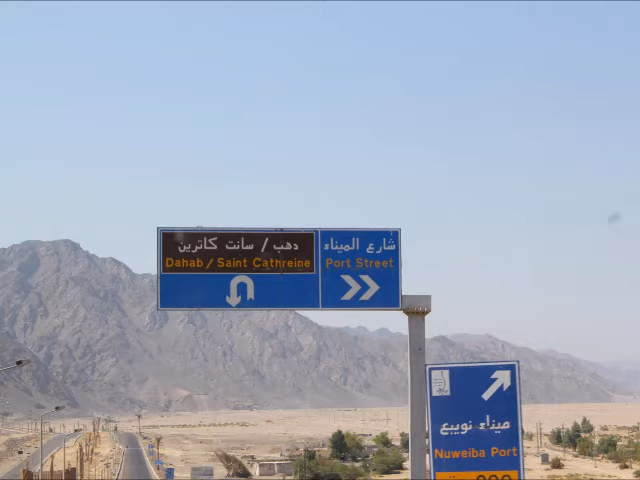 دهب / سانت كاترين
Dahab / Saint Cathreine
شارع الميناء
Port Street
ميناء نويبع
Nuweiba Port